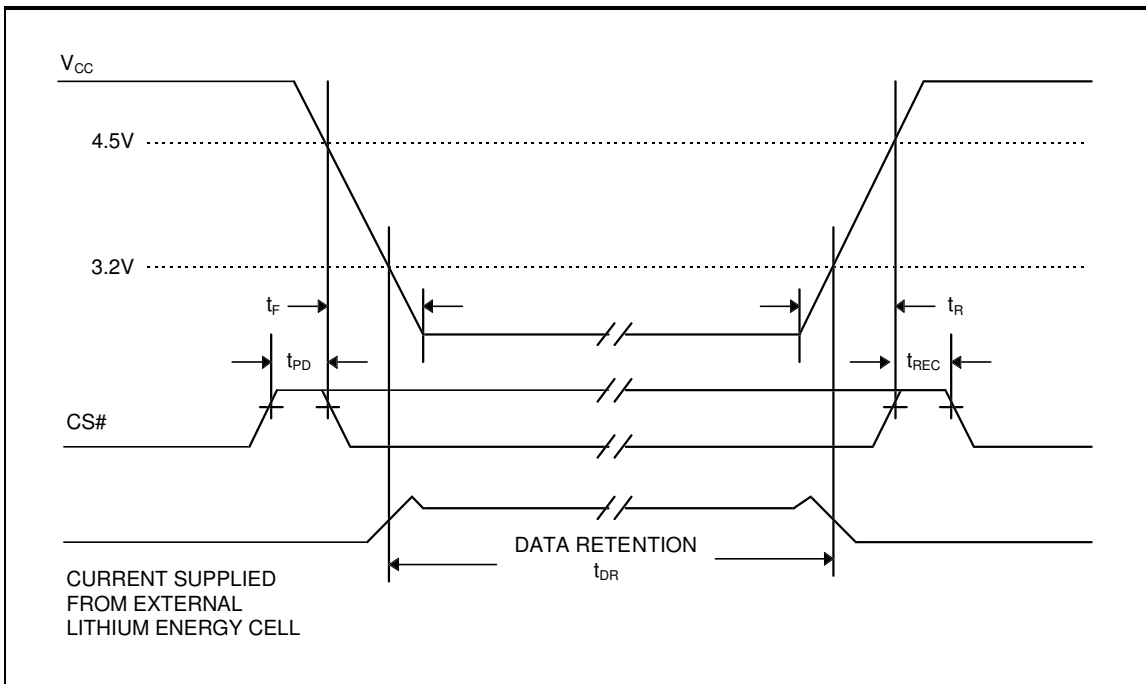 VCC
4.5V
3.2V
tF
tR
tPD
tREC
CS#
DATA RETENTION
tDR
CURRENT SUPPLIED
FROM EXTERNAL
LITHIUM ENERGY CELL